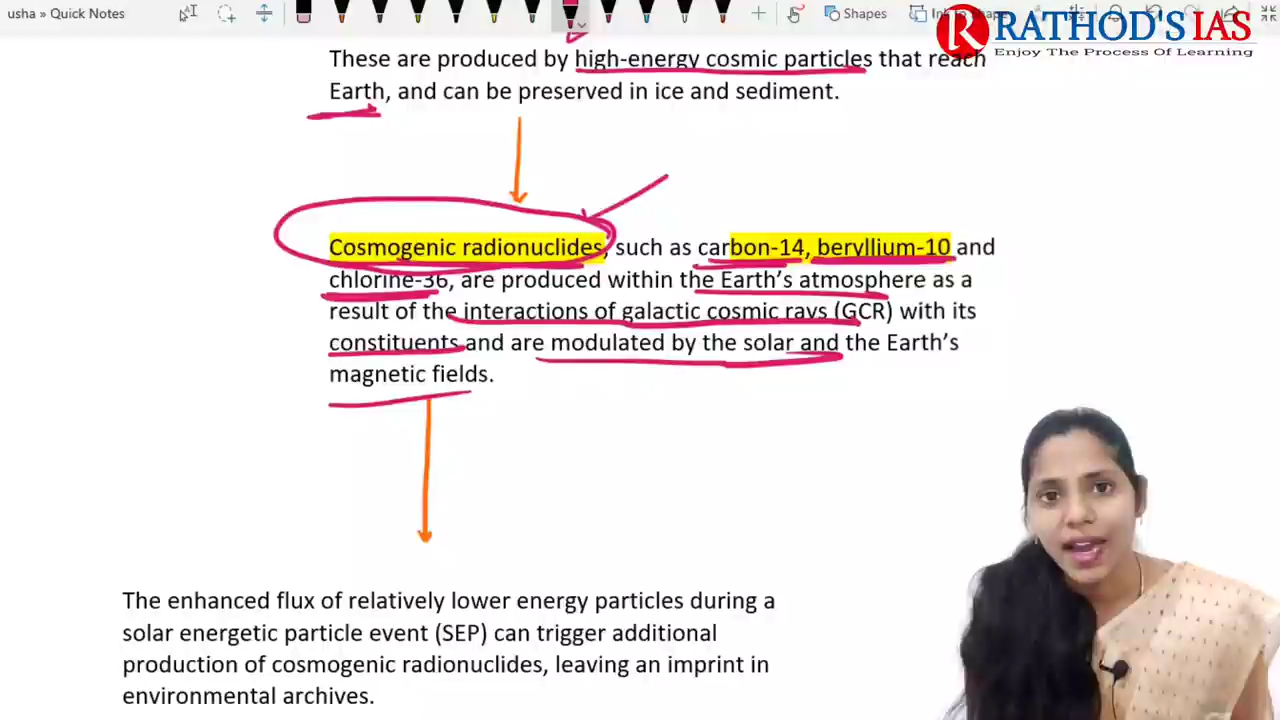 usha » Quick Notes
Shapes
RATHOD'S IAS
Enjoy The Process Of Learning
These are produced by high-energy cosmic particles that reach
Earth, and can be preserved in ice and sediment.
Cosmogenic radionuclides, such as carbon-14, beryllium-10 and
chlorine-36, are produced within the Earth's atmosphere as a
result of the interactions of galactic cosmic rays (GCR) with its
constituents and are modulated by the solar and the Earth's
magnetic fields.
The enhanced flux of relatively lower energy particles during a
solar energetic particle event (SEP) can trigger additional
production of cosmogenic radionuclides, leaving an imprint in
environmental archives.